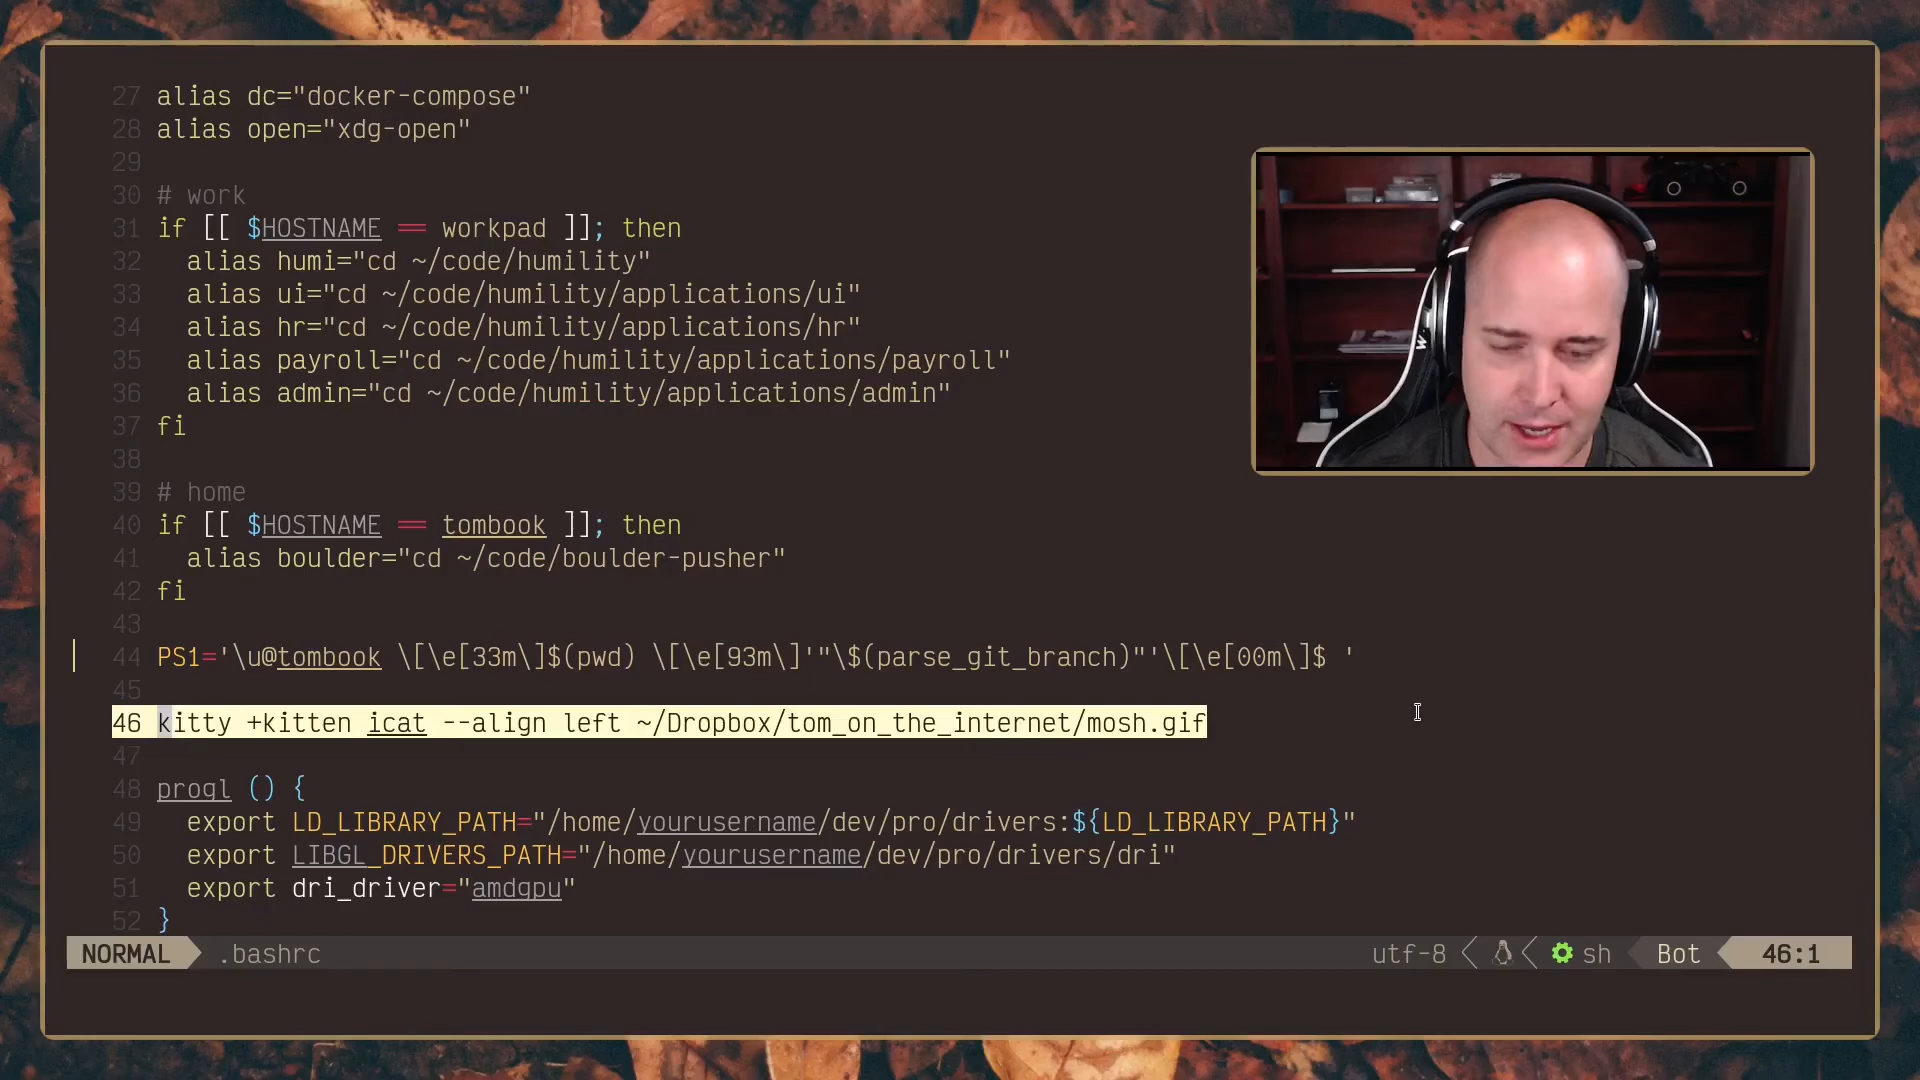 27 alias dc="docker-compose"
28 alias open="xdg-open"
29
30 # work
31 if [[ $HOSTNAME == workpad ]]; then
32 alias humi="cd ~/code/humility"
33 alias ui="cd ~/code/humility/applications/ui"
34 alias hr="cd ~/code/humility/applications/hr"
35 alias payroll="cd ~/code/humility/applications/payroll"
36 alias admin="cd ~/code/humility/applications/admin"
37 fi
38
39 # home
40 if [[ $HOSTNAME == tombook ]]; then
41 alias boulder="cd ~/code/boulder-pusher"
42 fi
43
44 PS1='\u@tombook \[\e[33m\]$(pwd) \[\e[93m\]'"\$(parse_git_branch)"'\[\e[00m\]$ '
45
46 kitty +kitten icat --align left ~/Dropbox/tom_on_the_internet/mosh.gif
47
48 progl () {
49 export LD_LIBRARY_PATH="/home/yourusername/dev/pro/drivers:${LD_LIBRARY_PATH}"
50 export LIBGL_DRIVERS_PATH="/home/yourusername/dev/pro/drivers/dri"
51 export dri_driver="amdgpu"
52 }
NORMAL .bashrc utf-8 sh Bot 46:1